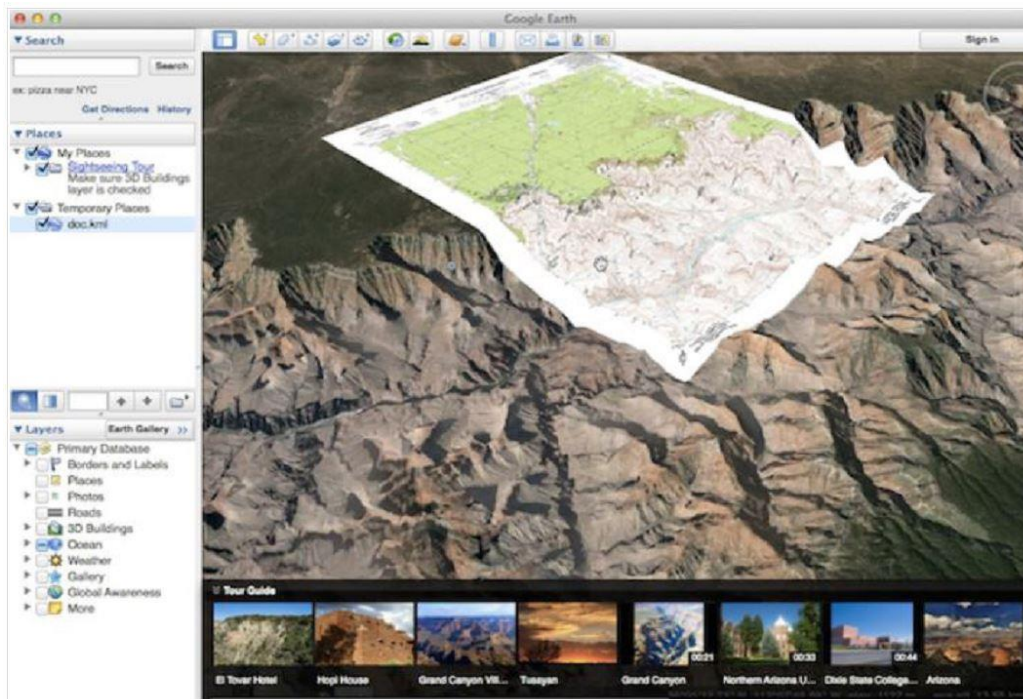 Google Earth
Search
Sign in
Search
ex: pizza near NYC
Get Directions History
Places
My Places
Sightseeing Tour
Make sure 3D Buildings
layer is checked
Temporary Places
doc.kml
Layers
Earth Gallery >>
Primary Database
Borders and Labels
Places
Photos
Roads
3D Buildings
Ocean
Weather
Gallery
Global Awareness
More
Tour Guide
00:21
00:33
00:44
El Tovar Hotel
Hopi House
Grand Canyon Vill...
Tusayan
Grand Canyon
Northern Arizona U...
Dixie State College...
Arizona